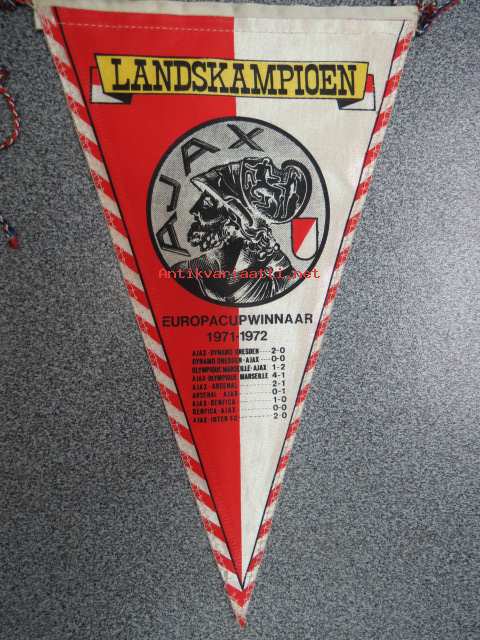 LANDSKAMPIOEN
AJAX
Antikvariaatti.net
EUROPACUPWINNAAR
1971-1972
AJAX-DYNAMO DRESDEN----2-0
DYNAMO DRESDEN-AJAX----0-0
OLYMPIQUE MARSEILLE-AJAX 1-2
AJAX-OLYMPIQUE MARSEILLE 4-1
AJAX-ARSENAL--------2-1
ARSENAL-AJAX--------0-1
AJAX-BENFICA--------1-0
BENFICA-AJAX--------0-0
AJAX-INTER F.C.-------2-0